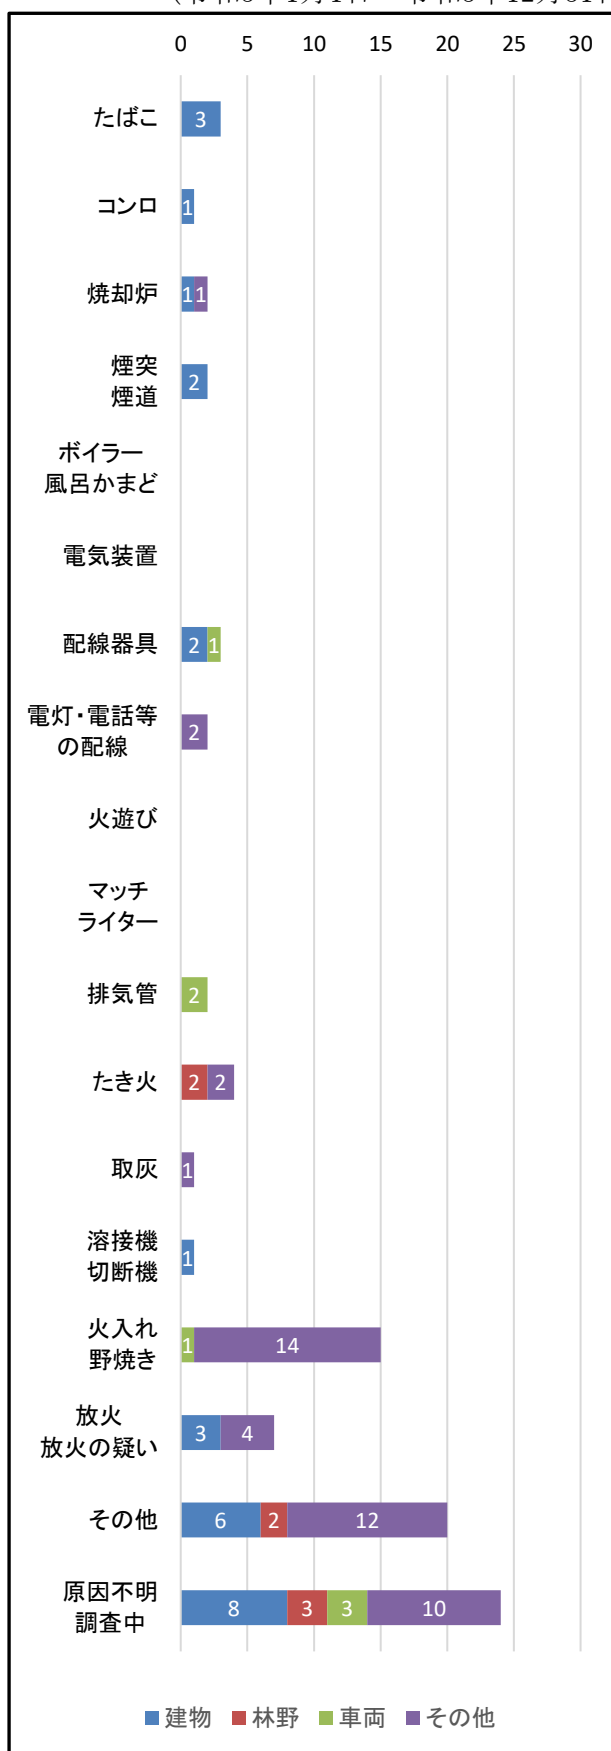 0 5 10 15 20 25 30
たばこ 3
コンロ 1
焼却炉 1 1
煙突
煙道 2
ボイラー
風呂かまど
電気装置
配線器具 2 1
電灯・電話等
の配線 2
火遊び
マッチ
ライター
排気管 2
たき火 2 2
取灰 1
溶接機
切断機 1
火入れ
野焼き 1 14
放火
放火の疑い 3 4
その他 6 2 12
原因不明
調査中 8 3 3 10
建物 林野 車両 その他